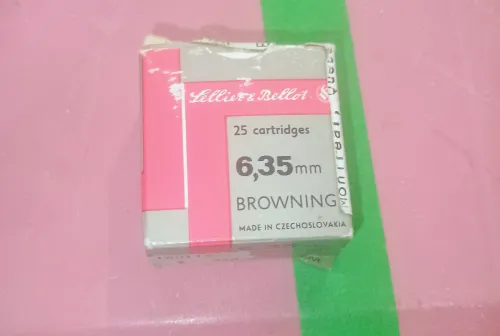 Sellier & Bellot
25 cartridges
6,35mm
BROWNING
MADE IN CZECHOSLOVAKIA